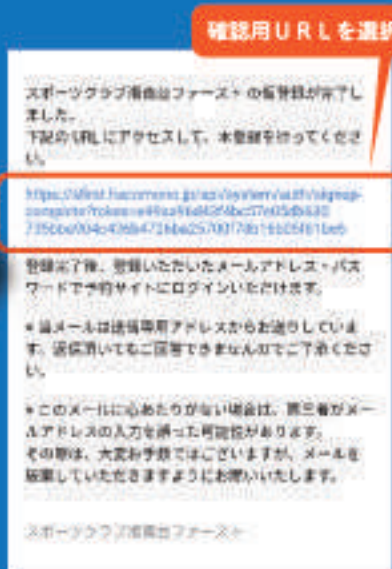 確認用URLを選択
スポーツクラブ湘南台ファースト の仮登録が完了し
ました。
下記の URL にアクセスして、本登録を行ってくださ
い。
登録完了後、登録いただいたメールアドレス・パス
ワードで予約サイトにログインいただけます。
※ 当メールは送信専用アドレスからお送りしていま
す。返信頂いてもご回答できませんのでご了承くださ
い。
※ このメールに心あたりがない場合は、第三者がメー
ルアドレスの入力を誤った可能性があります。
その際は、大変お手数ではございますが、メールを
破棄していただきますようにお願いいたします。
スポーツクラブ湘南台ファースト